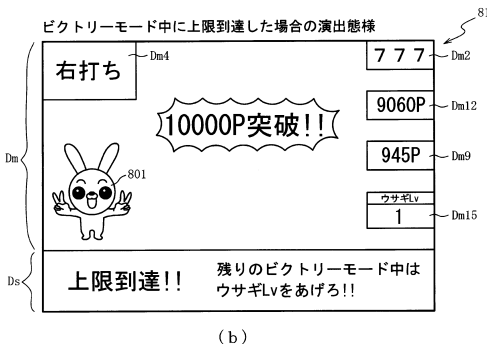 ビクトリーモード中に上限到達した場合の演出態様
81
右打ち
Dm4
７７７
Dm2
10000P突破!!
9060P
Dm12
Dm
945P
Dm9
801
ウサギLv
1
Dm15
Ds
上限到達!!
残りのビクトリーモード中は
ウサギLvをあげろ!!
(b)